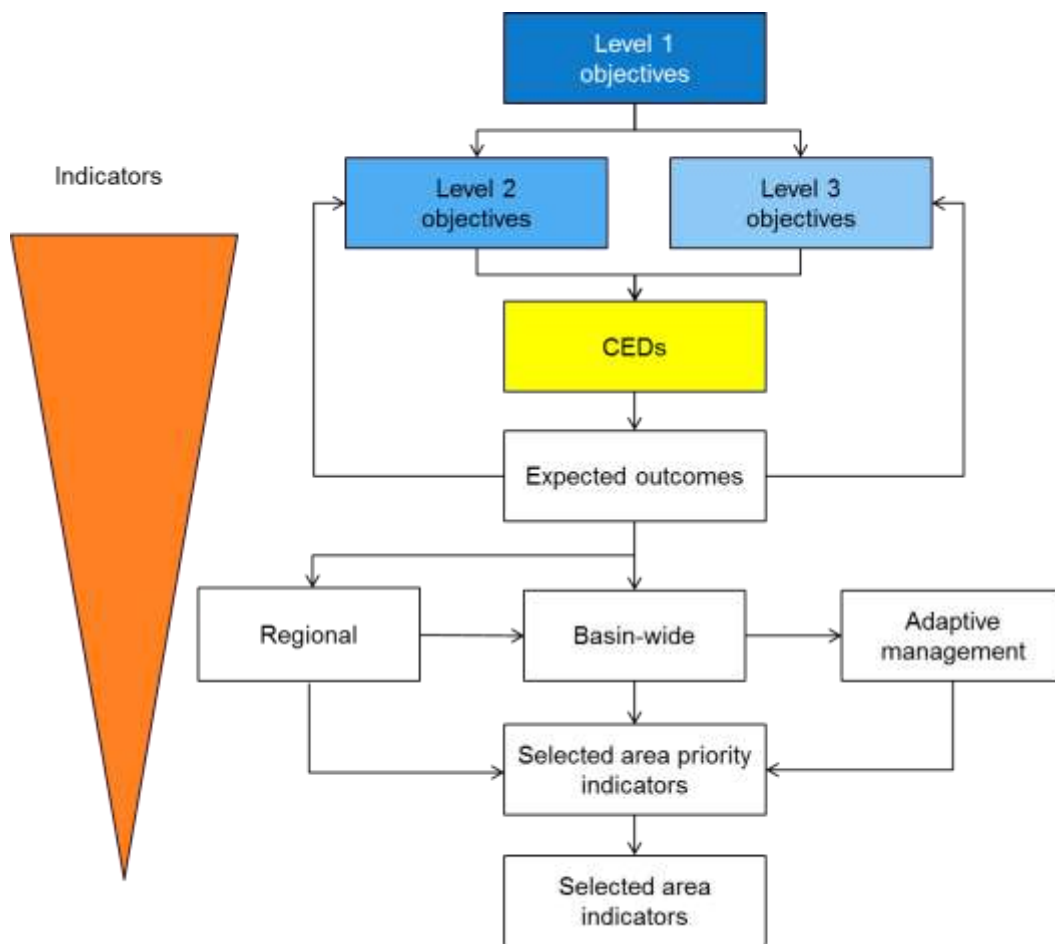 Level 1
objectives
Indicators
Level 2
objectives
Level 3
objectives
CEDs
Expected outcomes
Regional
Basin-wide
Adaptive
management
Selected area priority
indicators
Selected area
indicators